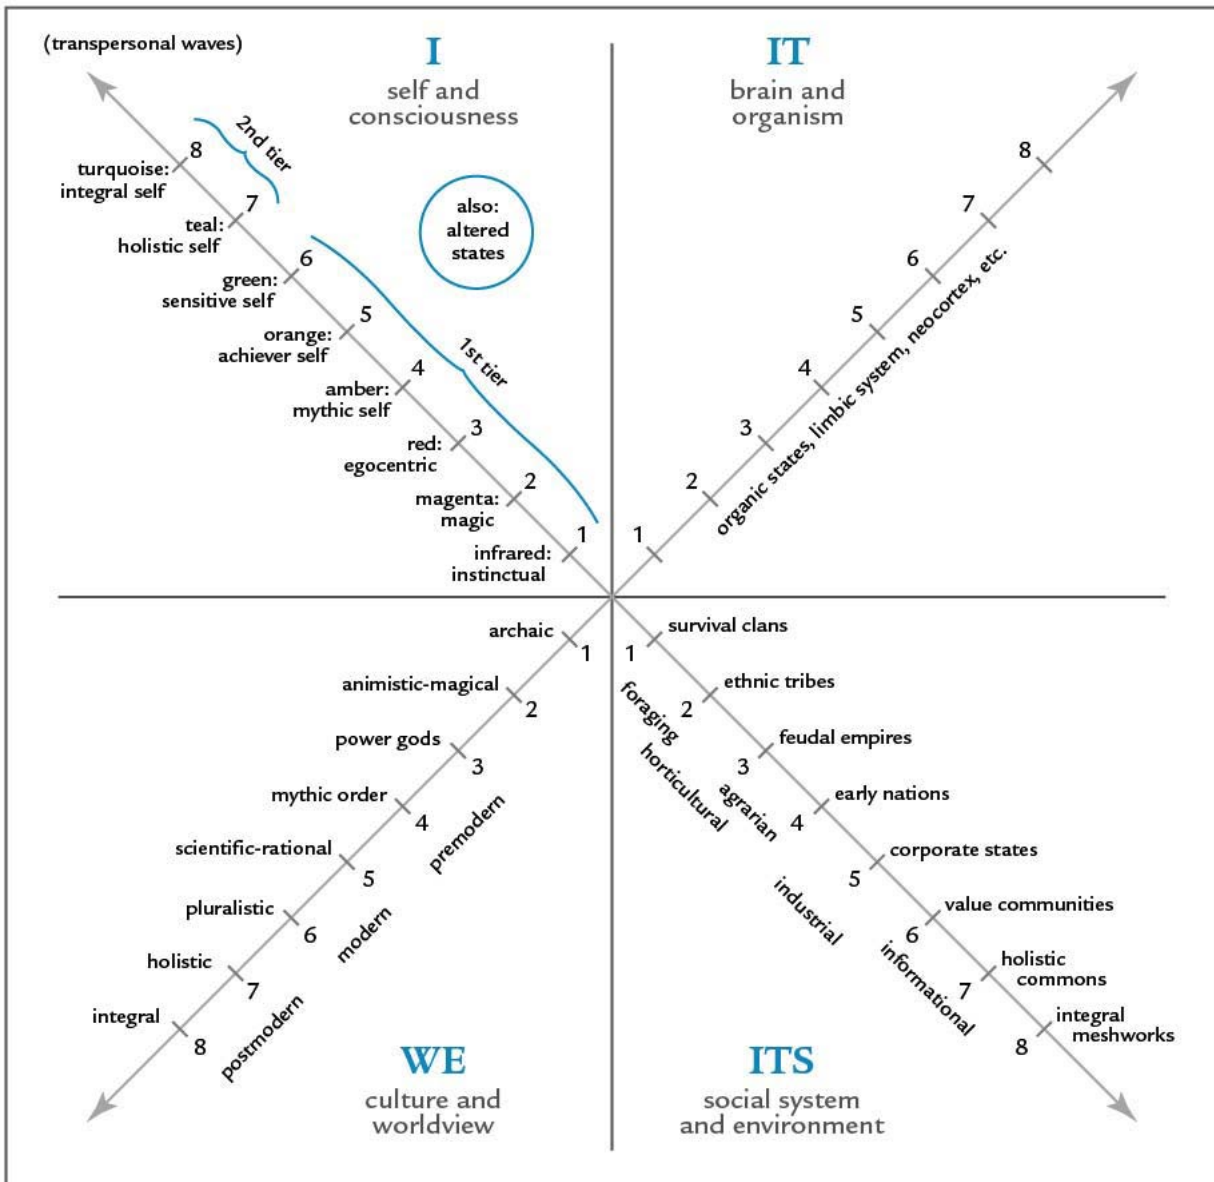 (transpersonal waves)
I
self and
consciousness
8
2nd tier
turquoise:
integral self
7
teal:
holistic self
also:
altered
states
6
green:
sensitive self
5
orange:
achiever self
1st tier
4
amber:
mythic self
3
red:
egocentric
2
magenta:
magic
1
infrared:
instinctual
IT
brain and
organism
8
7
6
5
4
3
2
1
organic states, limbic system, neocortex, etc.
archaic
1
animistic-magical
2
power gods
3
mythic order
4
premodern
scientific-rational
5
pluralistic
6
modern
holistic
7
integral
8
postmodern
WE
culture and
worldview
survival clans
1
foraging
ethnic tribes
2
horticultural
feudal empires
3
agrarian
early nations
4
corporate states
5
industrial
value communities
6
informational
holistic
commons
7
integral
meshworks
8
ITS
social system
and environment